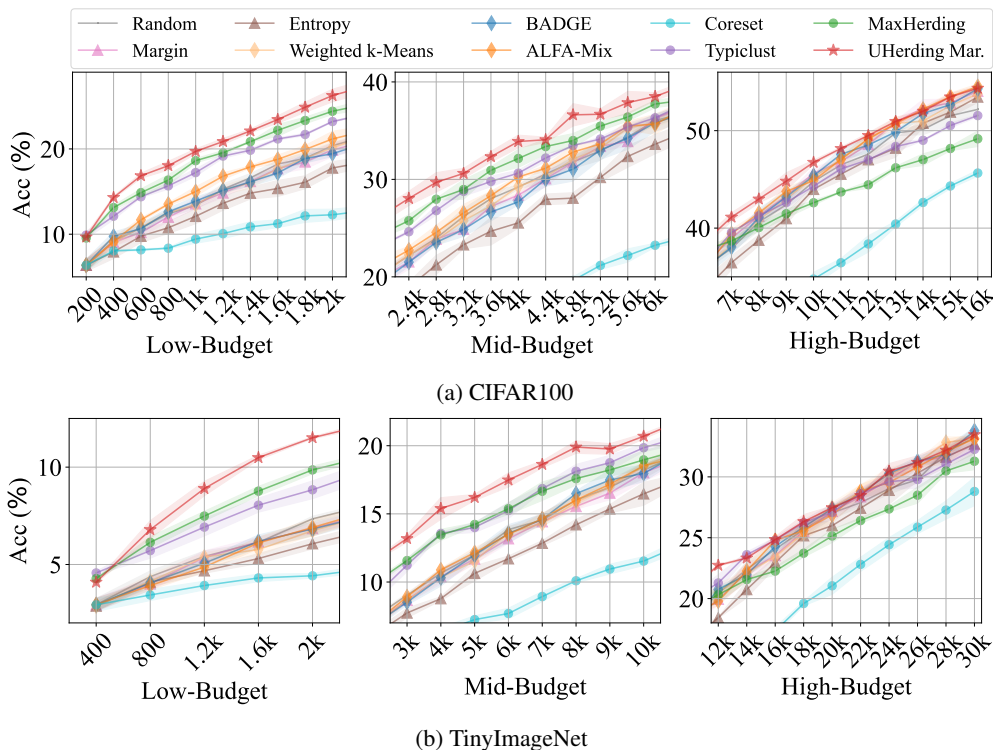 Random Entropy BADGE Coreset MaxHerding
Margin Weighted k-Means ALFA-Mix Typiclust UHerding Mar.
Acc (%)
20
10
200 400 600 800 1k 1.2k 1.4k 1.6k 1.8k 2k
Low-Budget
40
30
20
2.4k 2.8k 3.2k 3.6k 4k 4.4k 4.8k 5.2k 5.6k 6k
Mid-Budget
50
40
7k 8k 9k 10k 11k 12k 13k 14k 15k 16k
High-Budget
(a) CIFAR100
Acc (%)
10
5
400 800 1.2k 1.6k 2k
Low-Budget
20
15
10
3k 4k 5k 6k 7k 8k 9k 10k
Mid-Budget
30
25
20
12k 14k 16k 18k 20k 22k 24k 26k 28k 30k
High-Budget
(b) TinyImageNet